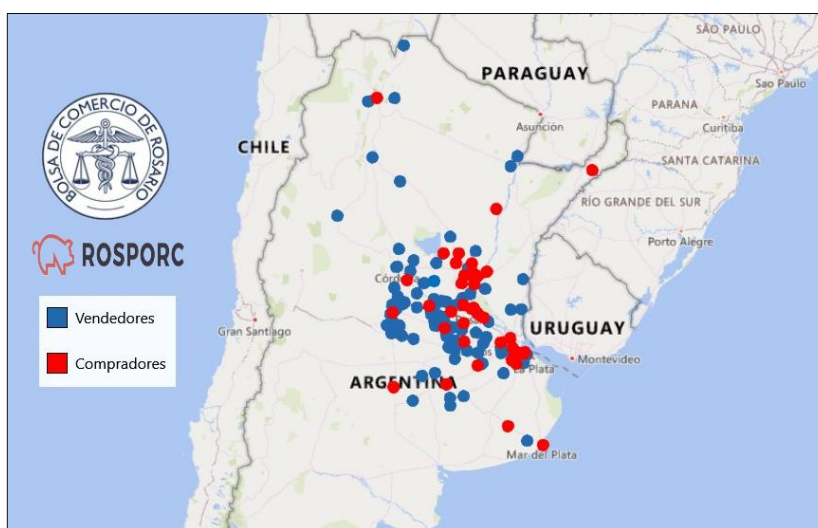 SÃO PAULO
Sao Paulo
PARAGUAY
PARANA
Asunción
Curitiba
BOLSA DE COMERCIO DE ROSARIO
CHILE
SANTA CATARINA
RÍO GRANDE DEL SUR
Porto Alegre
ROSPORC
Córdoba
Vendedores
Gran Santiago
URUGUAY
Compradores
Montevideo
La Plata
ARGENTINA
Mar del Plata